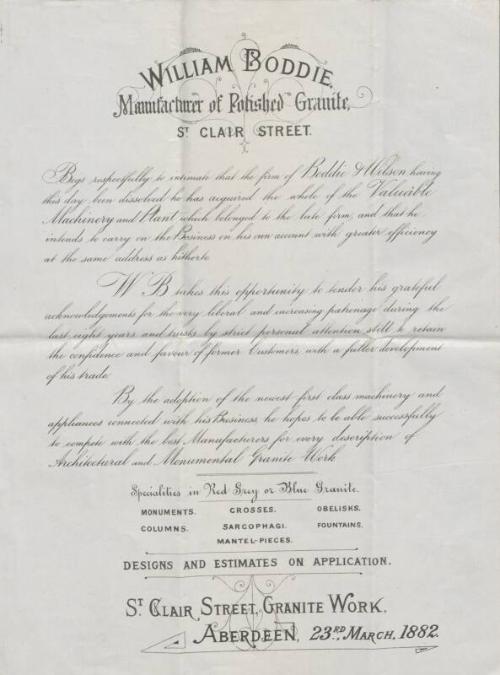 WILLIAM BODDIE,
Manufacturer of Polished Granite,
ST CLAIR STREET.
Begs respectfully to intimate that the firm of Boddie & Wilson having
this day been dissolved he has acquired the whole of the Valuable
Machinery and Plant which belonged to the late firm, and that he
intends to carry on the Business on his own account with greater efficiency
at the same address as hitherto
W B takes this opportunity to tender his grateful
acknowledgements for the very liberal and increasing patronage during the
last eight years and trusts by strict personal attention still to retain
the confidence and favour of former Customers with a fuller development
of his trade
By the adoption of the newest first class machinery and
appliances connected with his Business he hopes to be able successfully
to compete with the best Manufacturers for every description of
Architectural and Monumental Granite Work
Specialities in Red Grey or Blue Granite.
MONUMENTS. CROSSES. OBELISKS.
COLUMNS. SARCOPHAGI. FOUNTAINS.
MANTEL-PIECES.
DESIGNS AND ESTIMATES ON APPLICATION.
ST CLAIR STREET, GRANITE WORK.
ABERDEEN, 23RD MARCH, 1882.